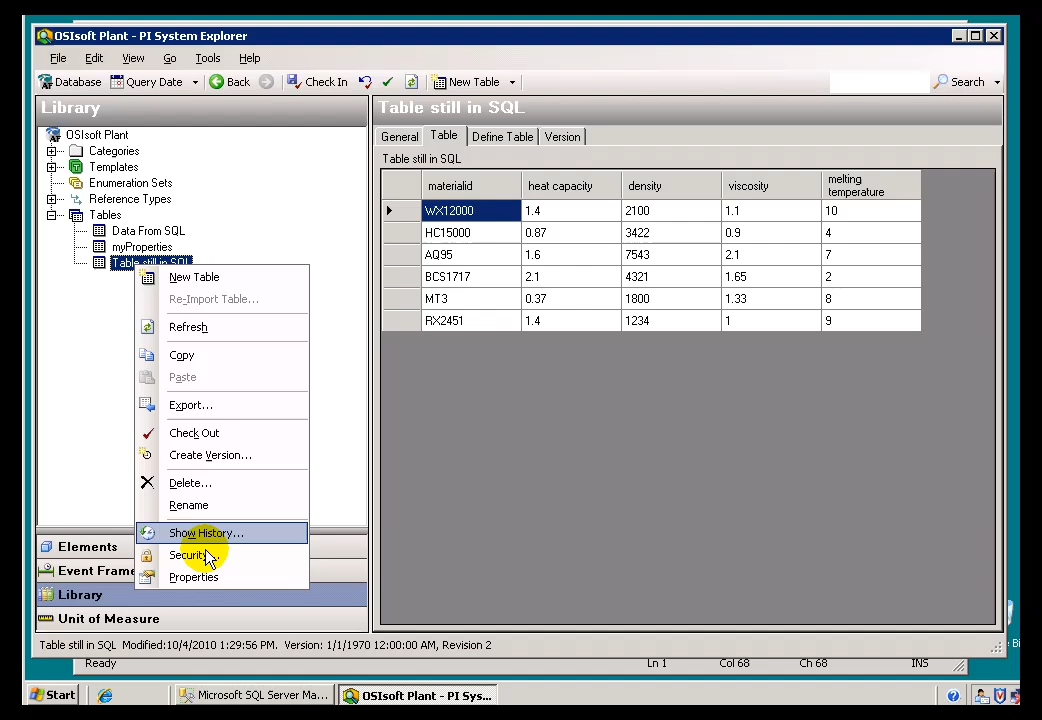 OSIsoft Plant - PI System Explorer
File Edit View Go Tools Help
Database Query Date Back Check In New Table Search
Library
OSIsoft Plant
Categories
Templates
Enumeration Sets
Reference Types
Tables
Data From SQL
myProperties
Table still in SQL
New Table
Re-Import Table...
Refresh
Copy
Paste
Export...
Check Out
Create Version...
Delete...
Rename
Show History...
Security...
Properties
Elements
Event Frame
Library
Unit of Measure
Table still in SQL
General Table Define Table Version
Table still in SQL
materialid heat capacity density viscosity melting temperature
WX12000 1.4 2100 1.1 10
HC15000 0.87 3422 0.9 4
AQ95 1.6 7543 2.1 7
BCS1717 2.1 4321 1.65 2
MT3 0.37 1800 1.33 8
RX2451 1.4 1234 1 9
Table still in SQL Modified:10/4/2010 1:29:56 PM. Version: 1/1/1970 12:00:00 AM, Revision 2
Ready Ln 1 Col 68 Ch 68 INS
Start Microsoft SQL Server Ma... OSIsoft Plant - PI Sys...